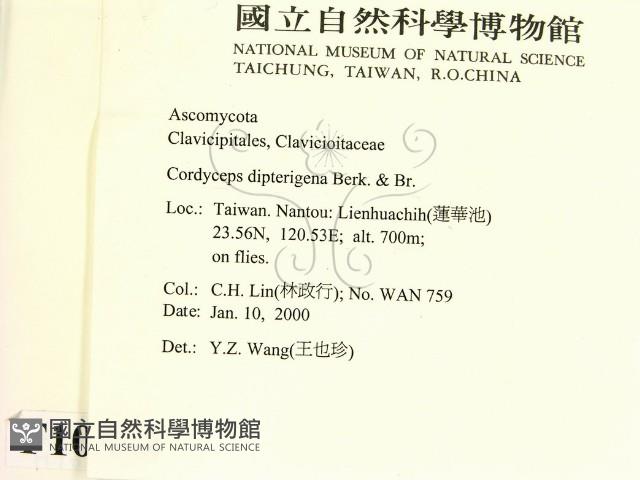 國立自然科學博物館
NATIONAL MUSEUM OF NATURAL SCIENCE
TAICHUNG, TAIWAN, R.O.CHINA
Ascomycota
Clavicipitales, Clavicioitaceae
Cordyceps dipterigena Berk. & Br.
Loc.: Taiwan. Nantou: Lienhuachih(蓮華池)
23.56N, 120.53E; alt. 700m;
on flies.
Col.: C.H. Lin(林政行); No. WAN 759
Date: Jan. 10, 2000
Det.: Y.Z. Wang(王也珍)
國立自然科學博物館
NATIONAL MUSEUM OF NATURAL SCIENCE